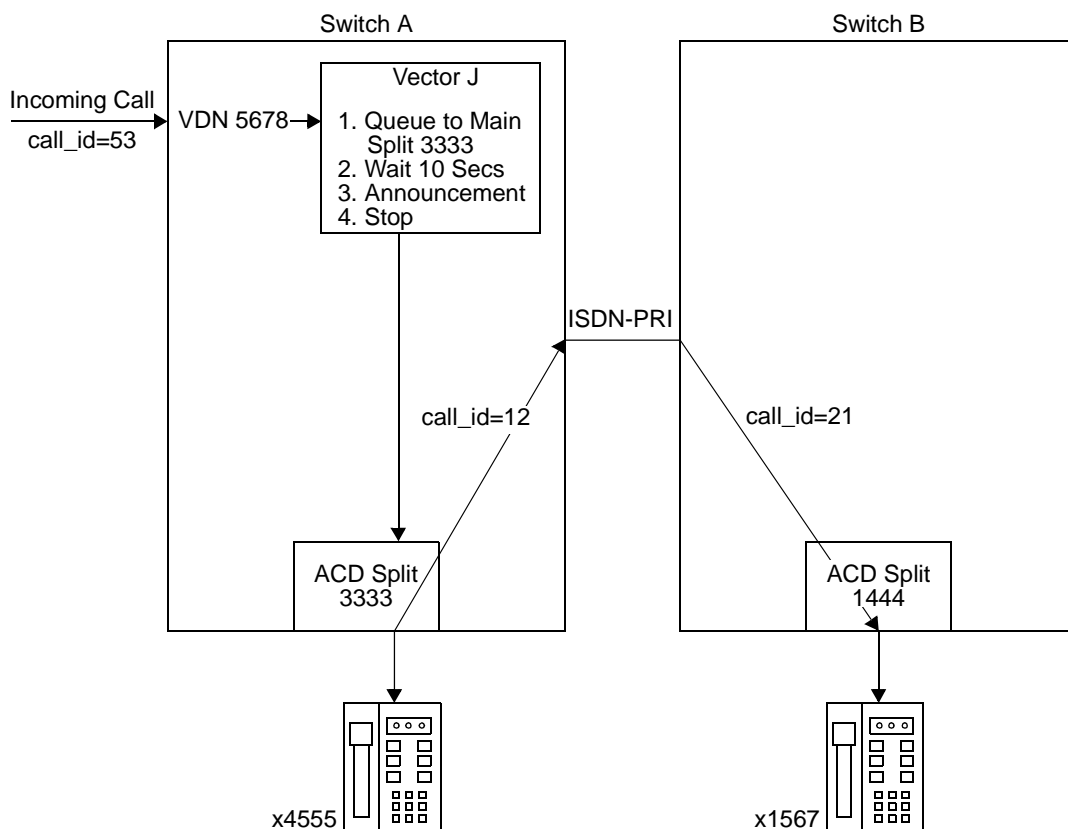 Switch A
Switch B
Vector J
Incoming Call
call_id=53
VDN 5678
1. Queue to Main
Split 3333
2. Wait 10 Secs
3. Announcement
4. Stop
ISDN-PRI
call_id=12
call_id=21
ACD Split
3333
ACD Split
1444
x4555
x1567